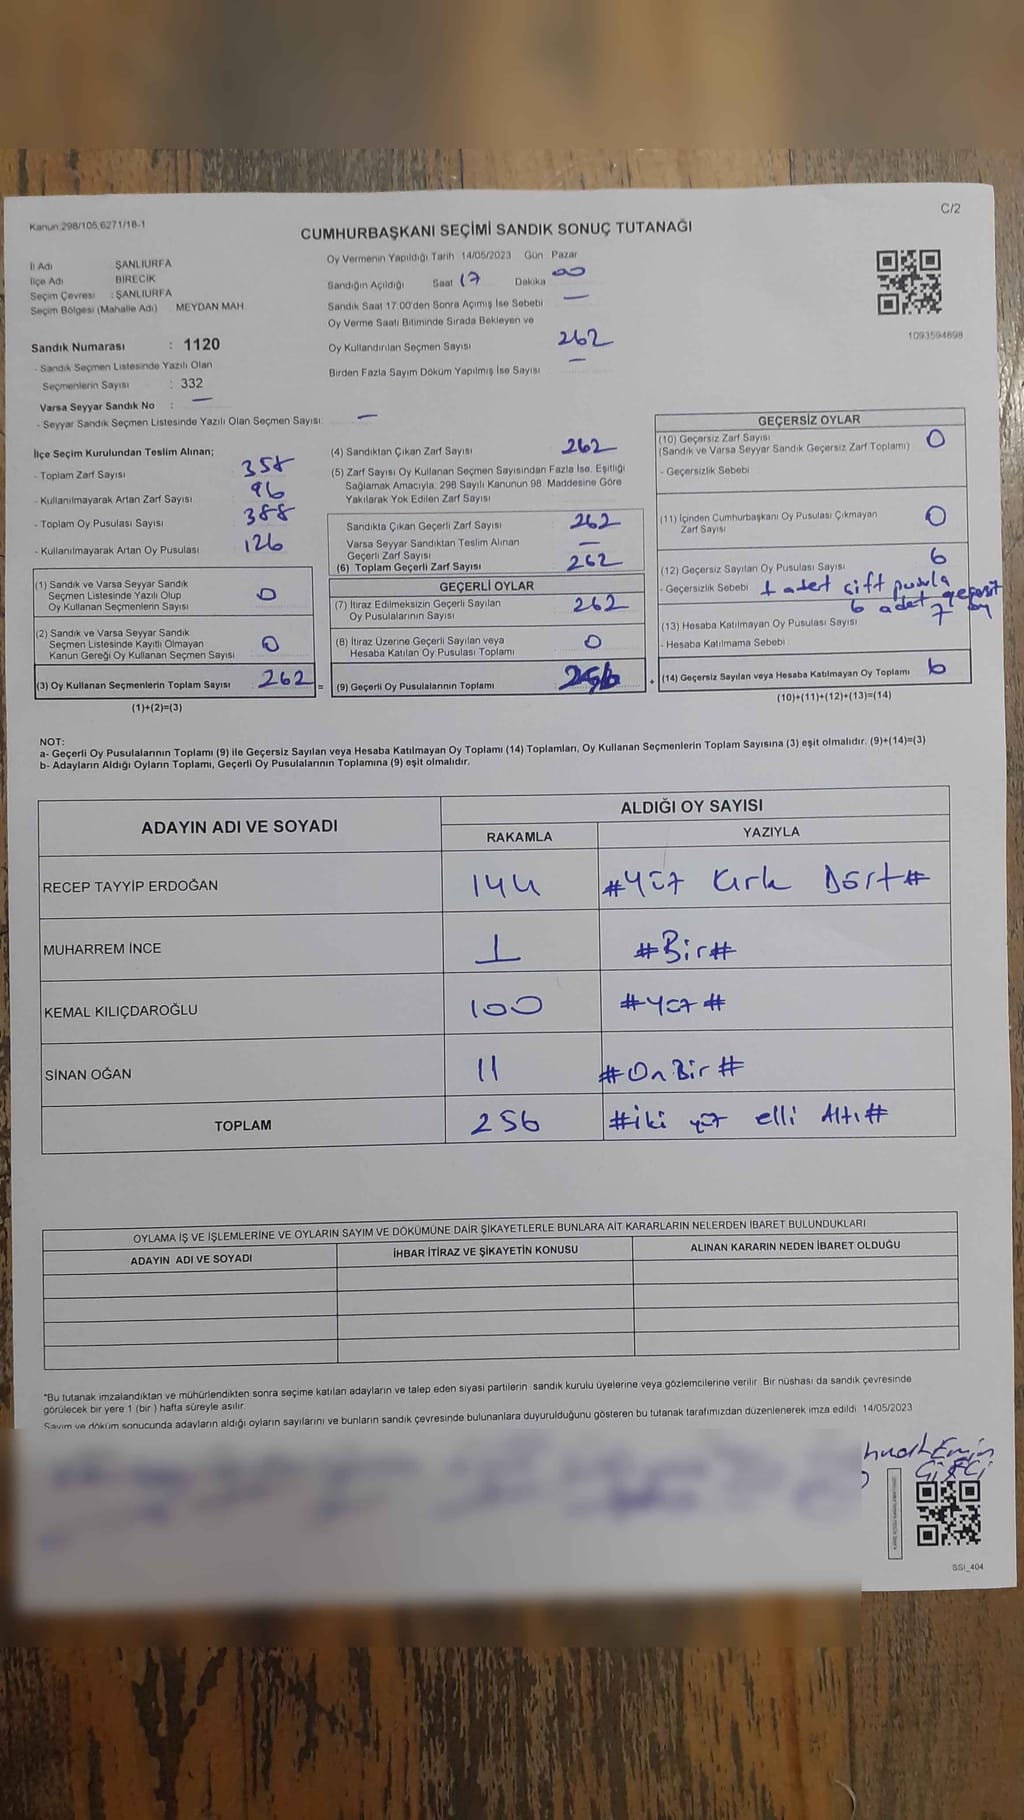 C/2
Kanun:298/105,6271/18-1
CUMHURBAŞKANI SEÇİMİ SANDIK SONUÇ TUTANAĞI
İl Adı ŞANLIURFA
İlçe Adı BİRECİK
Seçim Çevresi : ŞANLIURFA
Seçim Bölgesi (Mahalle Adı) MEYDAN MAH.
Sandık Numarası : 1120
- Sandık Seçmen Listesinde Yazılı Olan
Seçmenlerin Sayısı : 332
Varsa Seyyar Sandık No : —
- Seyyar Sandık Seçmen Listesinde Yazılı Olan Seçmen Sayısı: —
Oy Vermenin Yapıldığı Tarih 14/05/2023 Gün Pazar
Sandığın Açıldığı Saat 17 Dakika 00
Sandık Saat 17:00'den Sonra Açımış İse Sebebi —
Oy Verme Saati Bitiminde Sırada Bekleyen ve
Oy Kullandırılan Seçmen Sayısı 262
Birden Fazla Sayım Döküm Yapılmış İse Sayısı —
1093594898
İlçe Seçim Kurulundan Teslim Alınan;
- Toplam Zarf Sayısı 358
- Kullanılmayarak Artan Zarf Sayısı 96
- Toplam Oy Pusulası Sayısı 388
- Kullanılmayarak Artan Oy Pusulası 126
(1) Sandık ve Varsa Seyyar Sandık
Seçmen Listesinde Yazılı Olup
Oy Kullanan Seçmenlerin Sayısı 0
(2) Sandık ve Varsa Seyyar Sandık
Seçmen Listesinde Kayıtlı Olmayan
Kanun Gereği Oy Kullanan Seçmen Sayısı 0
(3) Oy Kullanan Seçmenlerin Toplam Sayısı 262
(1)+(2)=(3)
(4) Sandıktan Çıkan Zarf Sayısı 262
(5) Zarf Sayısı Oy Kullanan Seçmen Sayısından Fazla İse, Eşitliği
Sağlamak Amacıyla, 298 Sayılı Kanunun 98. Maddesine Göre
Yakılarak Yok Edilen Zarf Sayısı
Sandıkta Çıkan Geçerli Zarf Sayısı 262
Varsa Seyyar Sandıktan Teslim Alınan
Geçerli Zarf Sayısı —
(6) Toplam Geçerli Zarf Sayısı 262
GEÇERLİ OYLAR
(7) İtiraz Edilmeksizin Geçerli Sayılan
Oy Pusulalarının Sayısı 262
(8) İtiraz Üzerine Geçerli Sayılan veya
Hesaba Katılan Oy Pusulası Toplamı 0
= (9) Geçerli Oy Pusulalarının Toplamı 256
GEÇERSİZ OYLAR
(10) Geçersiz Zarf Sayısı
(Sandık ve Varsa Seyyar Sandık Geçersiz Zarf Toplamı) 0
- Geçersizlik Sebebi
(11) İçinden Cumhurbaşkanı Oy Pusulası Çıkmayan
Zarf Sayısı 0
(12) Geçersiz Sayılan Oy Pusulası Sayısı 6
- Geçersizlik Sebebi 1 adet çift pusula
6 adet geçersiz oy
(13) Hesaba Katılmayan Oy Pusulası Sayısı 7
- Hesaba Katılmama Sebebi
+ (14) Geçersiz Sayılan veya Hesaba Katılmayan Oy Toplamı 6
(10)+(11)+(12)+(13)=(14)
NOT:
a- Geçerli Oy Pusulalarının Toplamı (9) ile Geçersiz Sayılan veya Hesaba Katılmayan Oy Toplamı (14) Toplamları, Oy Kullanan Seçmenlerin Toplam Sayısına (3) eşit olmalıdır. (9)+(14)=(3)
b- Adayların Aldığı Oyların Toplamı, Geçerli Oy Pusulalarının Toplamına (9) eşit olmalıdır.
ADAYIN ADI VE SOYADI ALDIĞI OY SAYISI
RAKAMLA YAZIYLA
RECEP TAYYİP ERDOĞAN 144 #Yüz Kırk Dört#
MUHARREM İNCE 1 #Bir#
KEMAL KILIÇDAROĞLU 100 #Yüz#
SİNAN OĞAN 11 #OnBir#
TOPLAM 256 #iki yüz elli Altı#
OYLAMA İŞ VE İŞLEMLERİNE VE OYLARIN SAYIM VE DÖKÜMÜNE DAİR ŞİKAYETLERLE BUNLARA AİT KARARLARIN NELERDEN İBARET BULUNDUKLARI
ADAYIN ADI VE SOYADI İHBAR İTİRAZ VE ŞİKAYETİN KONUSU ALINAN KARARIN NEDEN İBARET OLDUĞU
*Bu tutanak imzalandıktan ve mühürlendikten sonra seçime katılan adayların ve talep eden siyasi partilerin sandık kurulu üyelerine veya gözlemcilerine verilir. Bir nüshası da sandık çevresinde
görülecek bir yere 1 (bir) hafta süreyle asılır.
Sayım ve döküm sonucunda adayların aldığı oyların sayılarını ve bunların sandık çevresinde bulunanlara duyurulduğunu gösteren bu tutanak tarafımızdan düzenlenerek imza edildi. 14/05/2023
Emin
Çiftçi
SSI_404